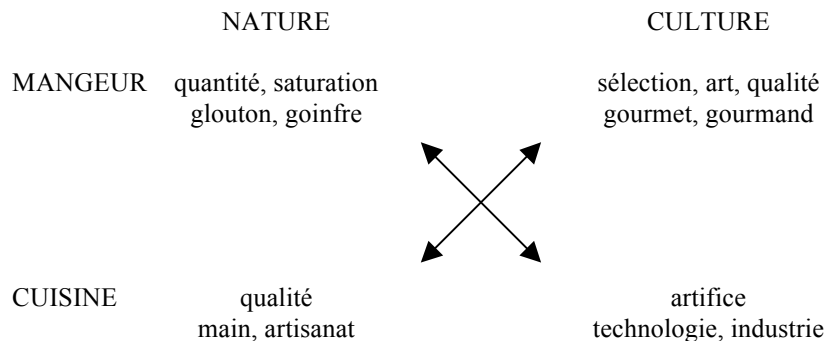 NATURE CULTURE
MANGEUR quantité, saturation sélection, art, qualité
glouton, goinfre gourmet, gourmand
CUISINE qualité artifice
main, artisanat technologie, industrie